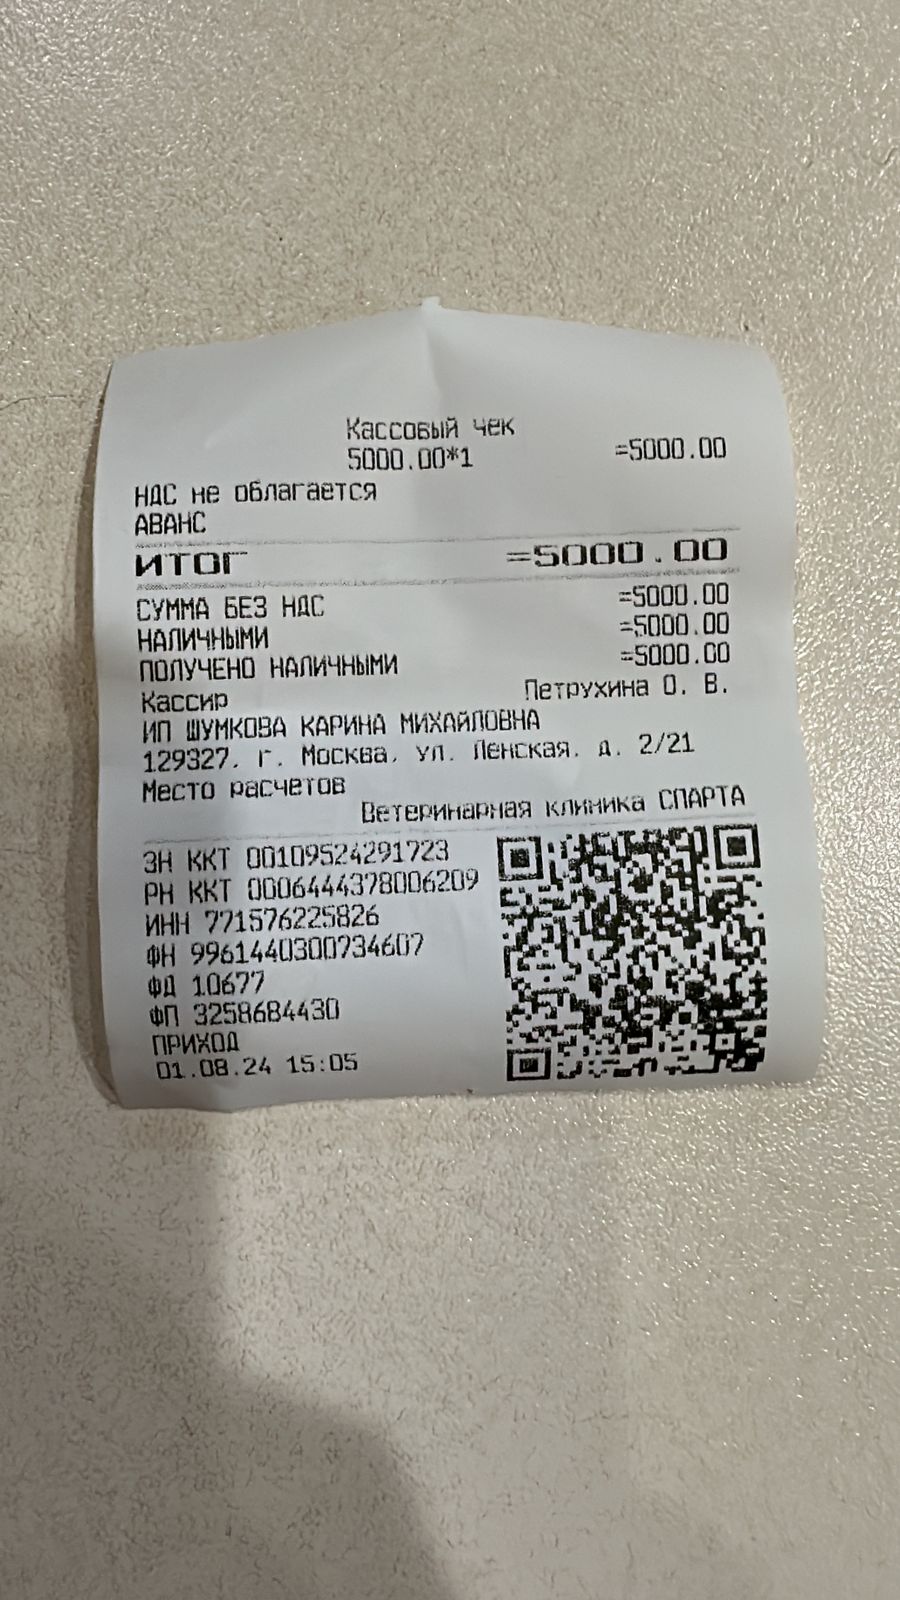 Кассовый чек
5000.00*1 =5000.00
НДС не облагается
АВАНС
ИТОГ =5000.00
СУММА БЕЗ НДС =5000.00
НАЛИЧНЫМИ =5000.00
ПОЛУЧЕНО НАЛИЧНЫМИ =5000.00
Кассир Петрухина О. В.
ИП ШУМКОВА КАРИНА МИХАЙЛОВНА
129327, г. Москва, ул. Ленская, д. 2/21
Место расчетов
Ветеринарная клиника СПАРТА
ЗН ККТ 00109524291723
РН ККТ 0006444378006209
ИНН 771576225826
ФН 9961440300734607
ФД 10677
ФП 3258684430
ПРИХОД
01.08.24 15:05